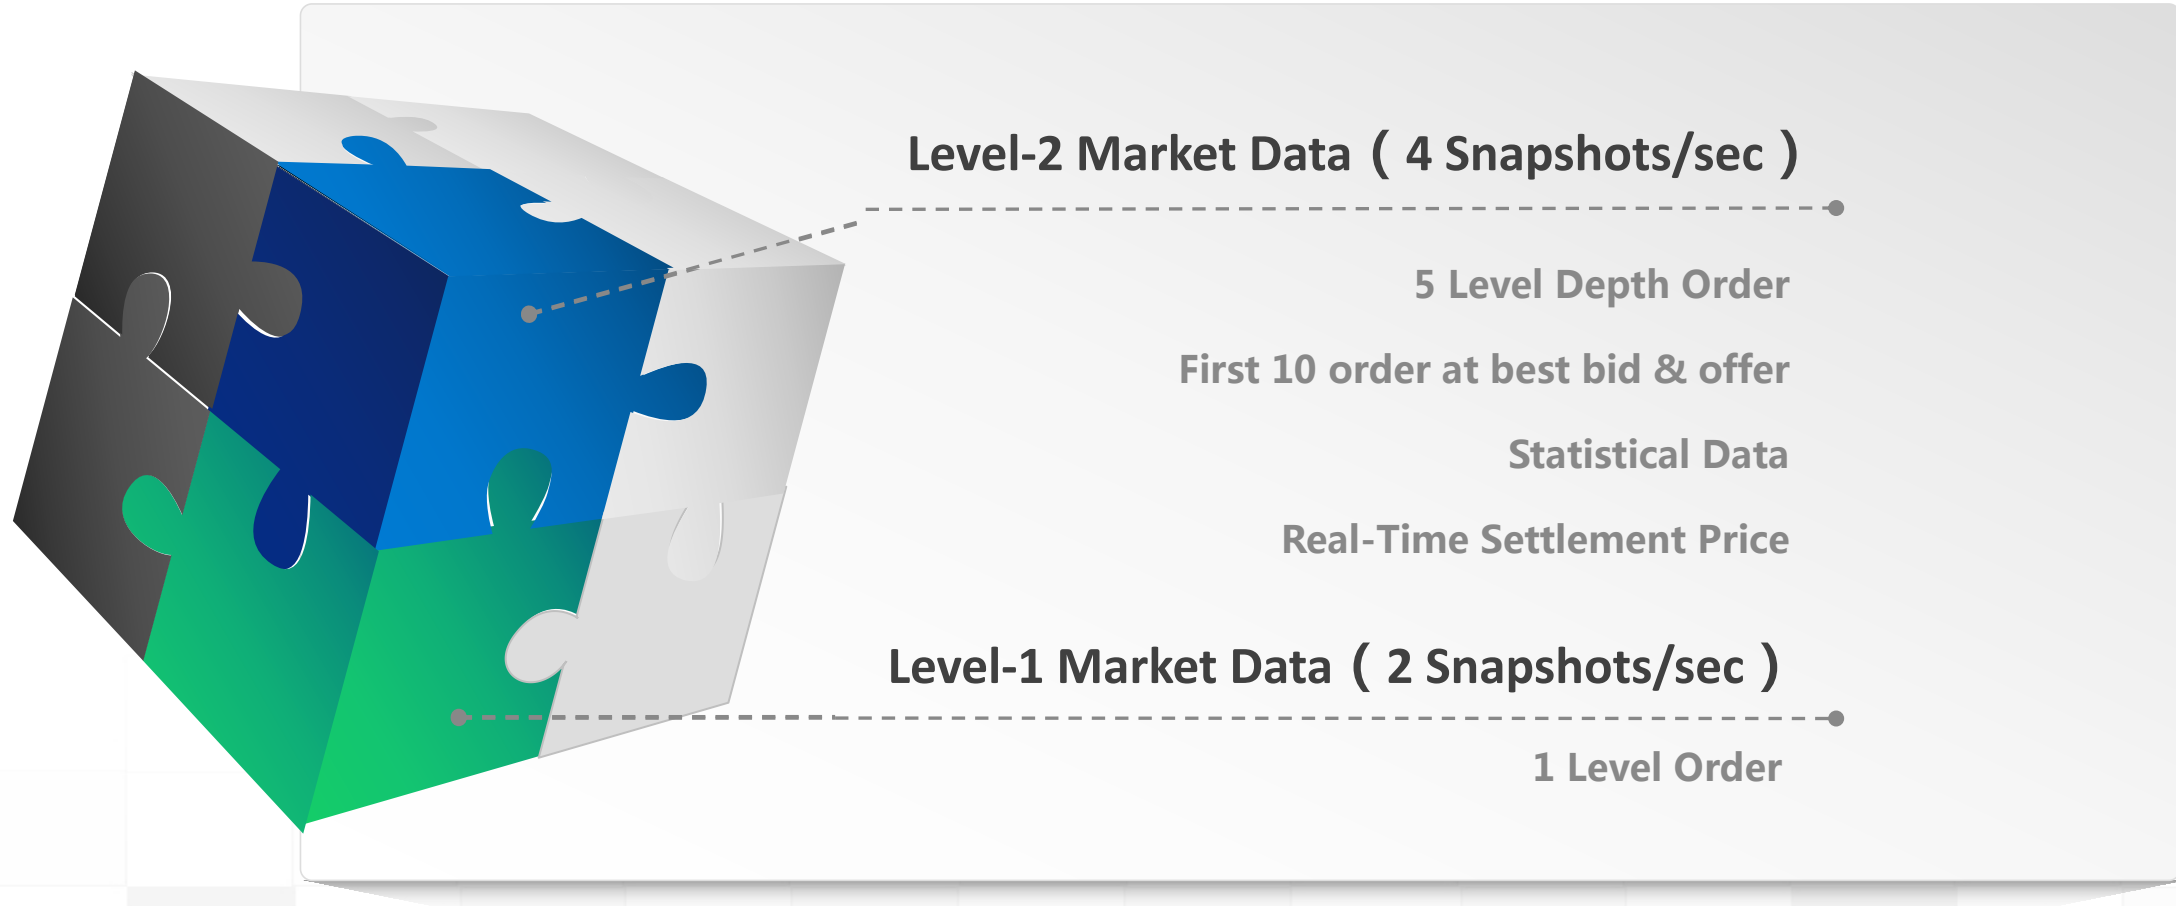 Level-2 Market Data ( 4 Snapshots/sec )
5 Level Depth Order
First 10 order at best bid & offer
Statistical Data
Real-Time Settlement Price
Level-1 Market Data ( 2 Snapshots/sec )
1 Level Order